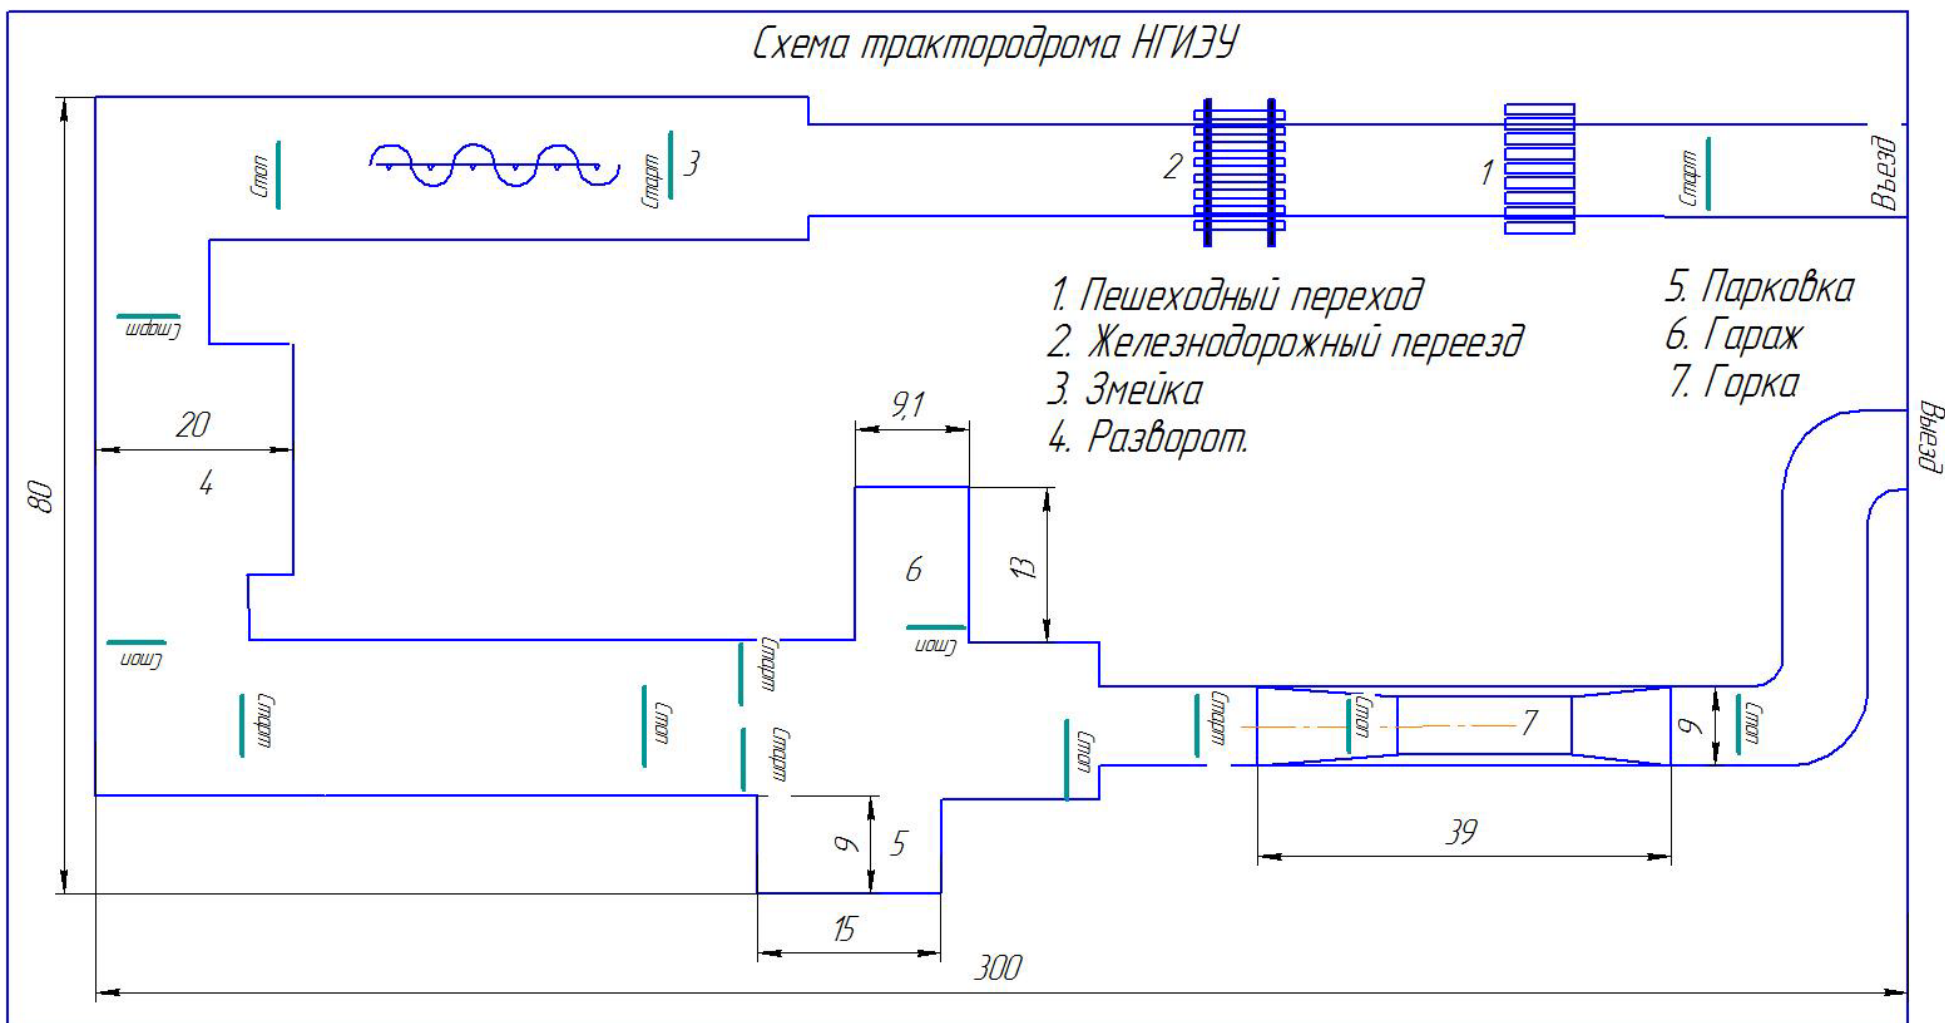 Схема трактородрома НГИЭУ
Стоп
Старт
3
2
1
Старт
Въезд
Старт
1. Пешеходный переход
2. Железнодорожный переезд
3. Змейка
4. Разворот.
5. Парковка
6. Гараж
7. Горка
Выезд
20
4
80
9,1
13
6
Стоп
Стоп
Старт
Стоп
Старт
Старт
Стоп
Старт
Стоп
7
9
Стоп
9
5
39
15
300